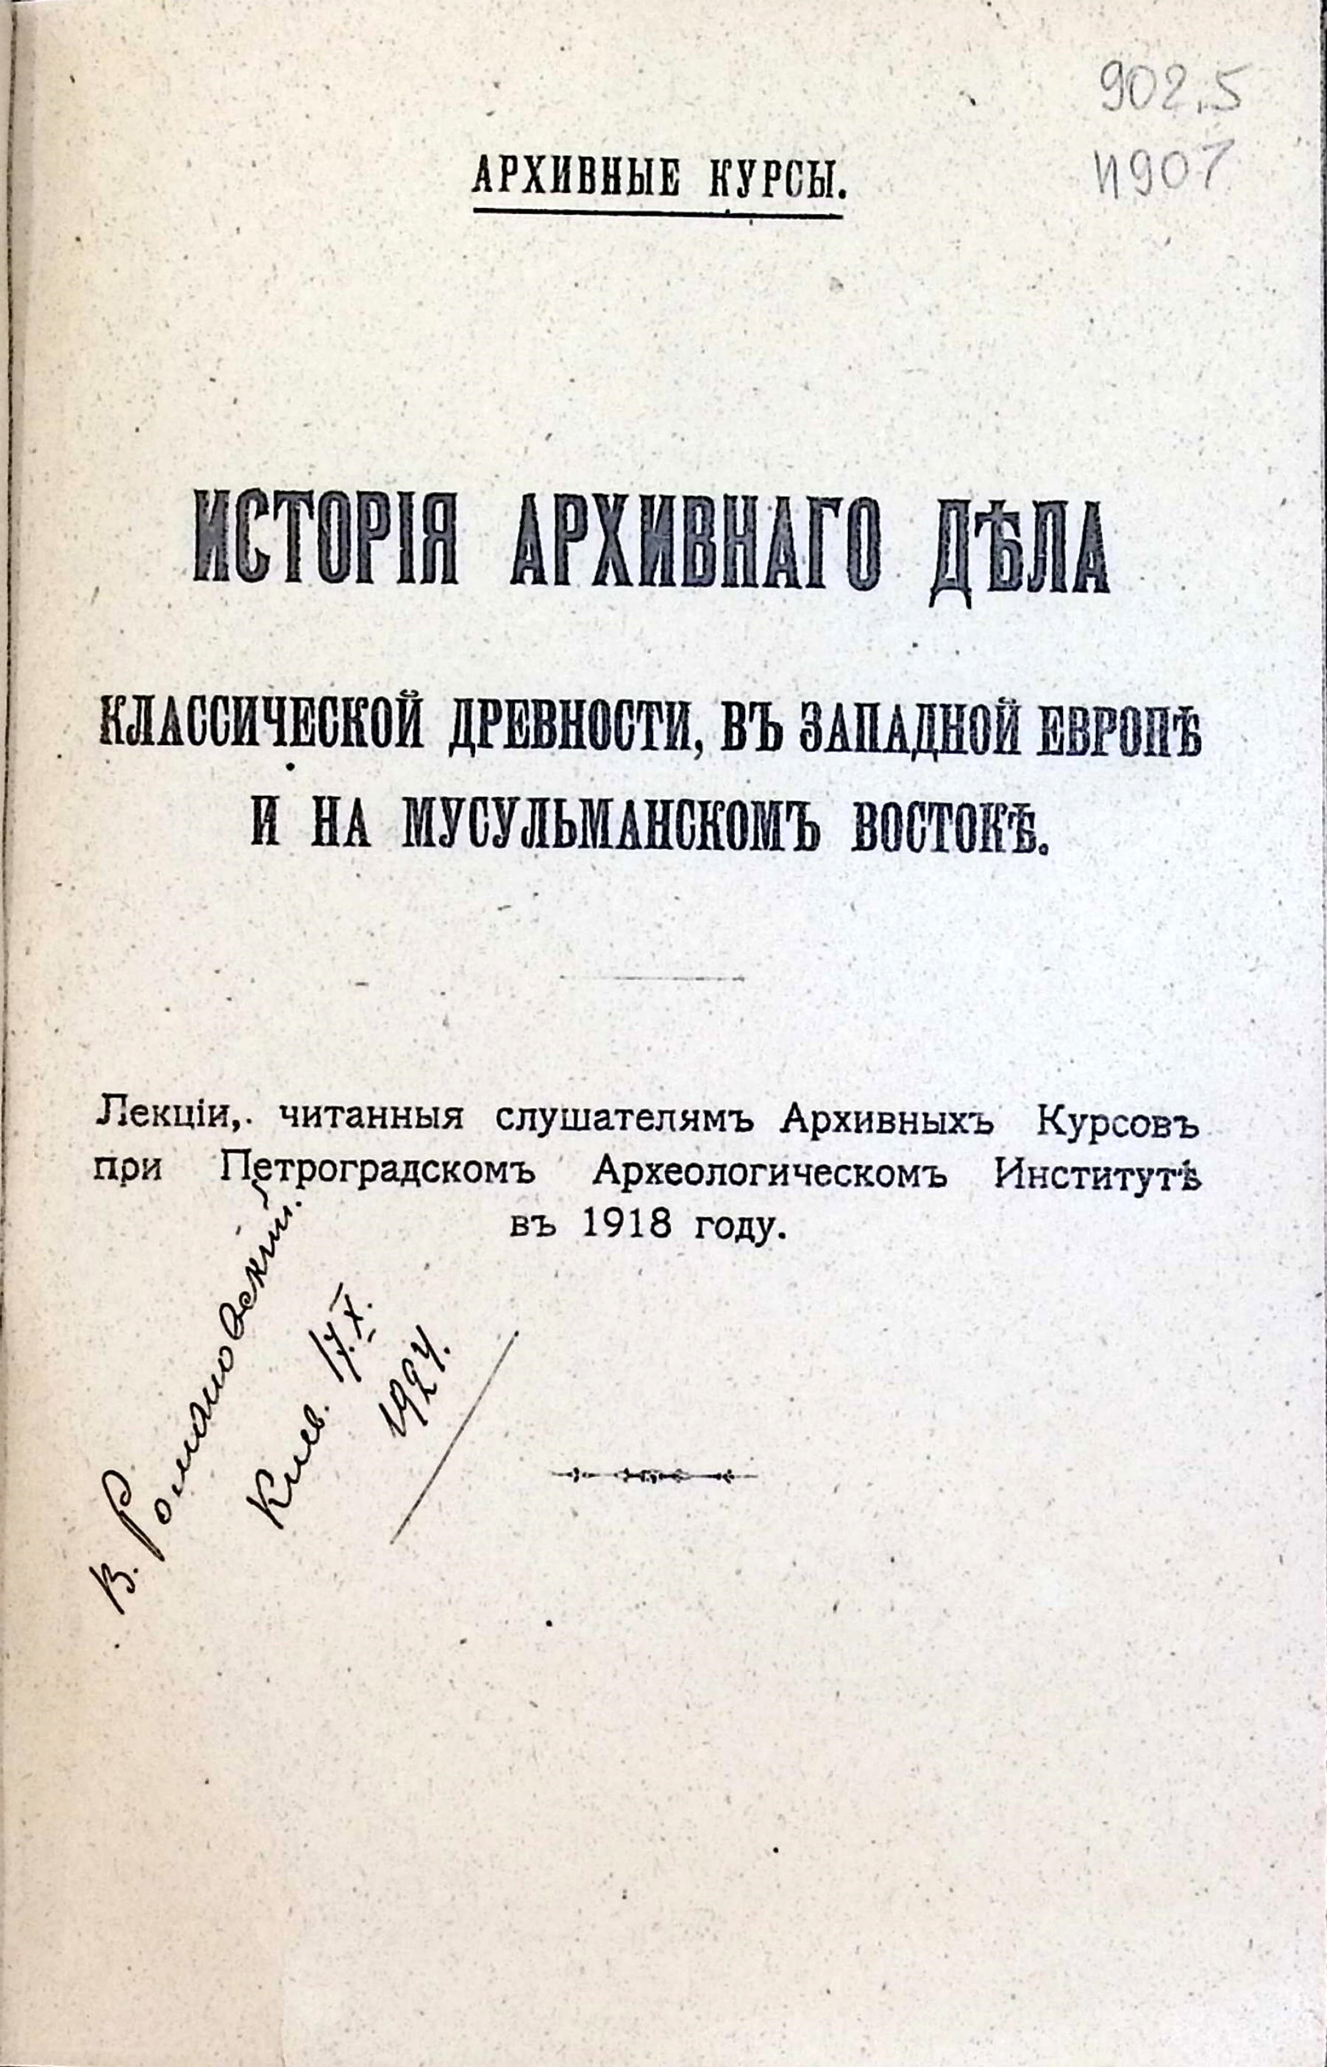 902.5
И907
АРХИВНЫЕ КУРСЫ.
ИСТОРІЯ АРХИВНАГО ДѢЛА
КЛАССИЧЕСКОЙ ДРЕВНОСТИ, ВЪ ЗАПАДНОЙ ЕВРОПѢ
И НА МУСУЛЬМАНСКОМЪ ВОСТОКѢ.
Лекціи, читанныя слушателямъ Архивныхъ Курсовъ
при Петроградскомъ Археологическомъ Институтѣ
въ 1918 году.
В. Романовский.
Киев. 17.X.
1924.